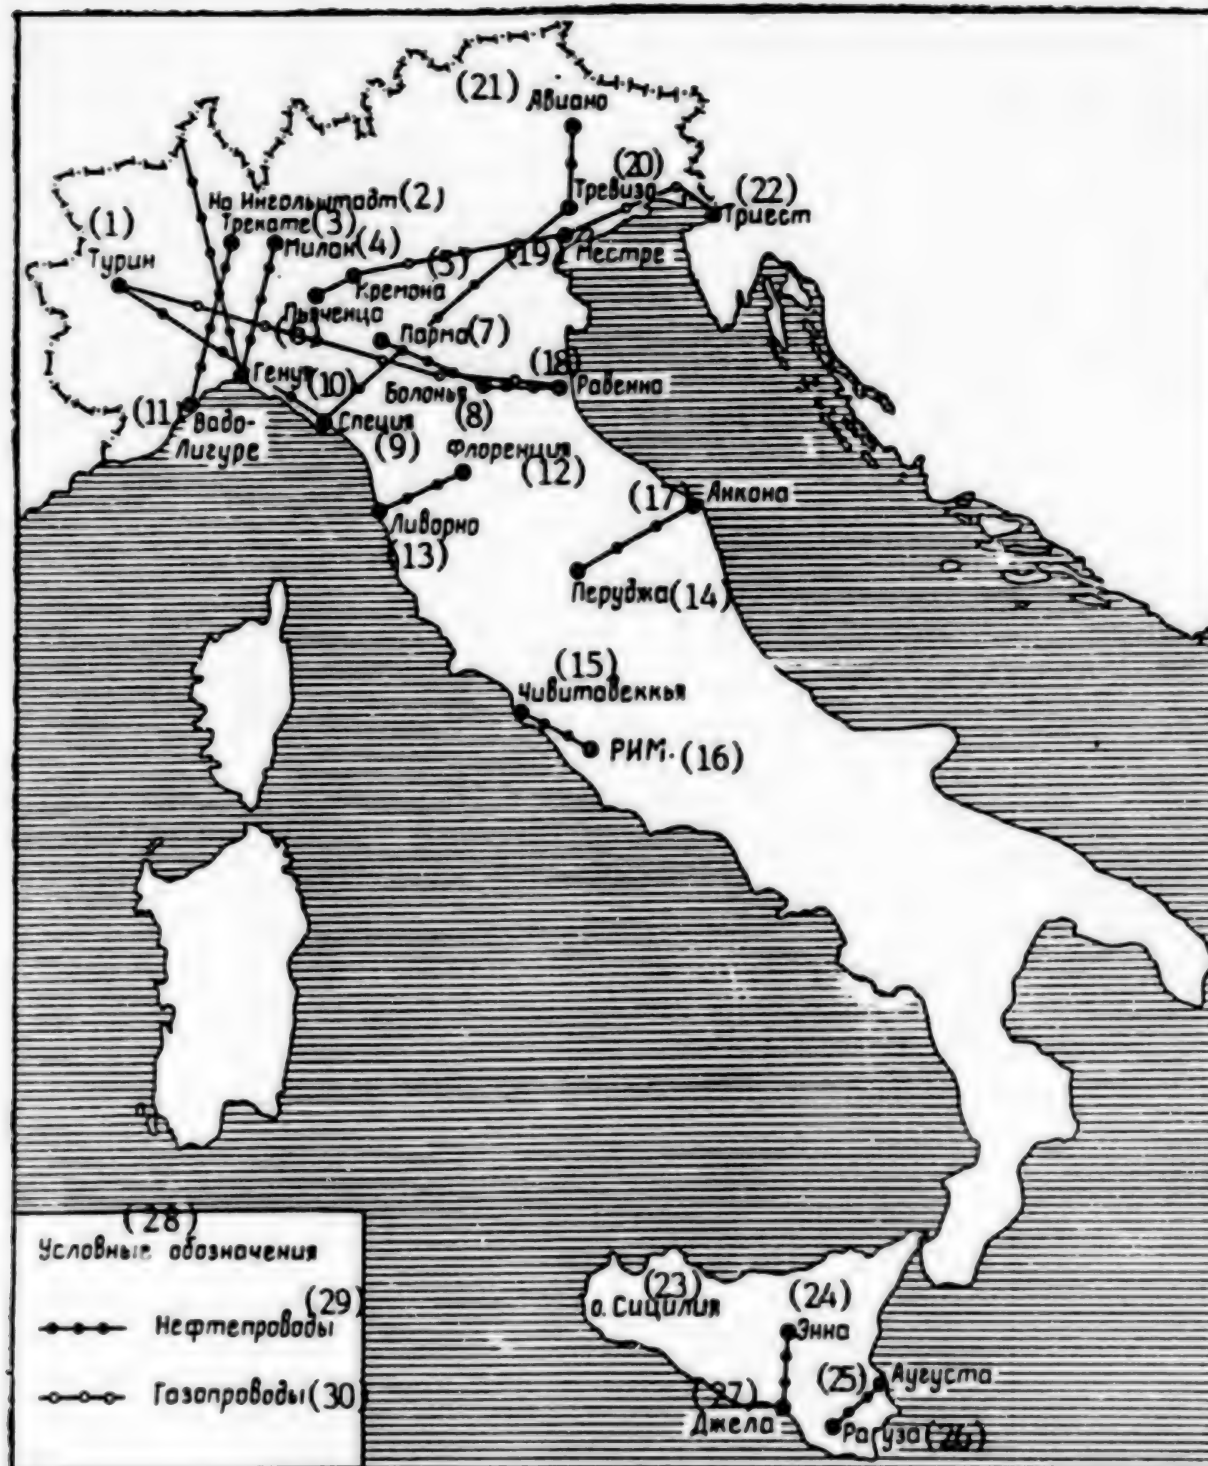 (21) Авиано
(20)
Тревизо
(22)
Триест
На Ингольштадт (2)
(1)
Трекате (3)
Милан (4)
Турин
(5)
(19)
Местре
Кремона
Пьяченца
(6)
Парма (7)
(18)
Генуя
(10)
Болонья
Равенна
(8)
(11)
Вадо-
Лигуре
Специя
(9)
Флоренция
(12)
(17)
Анкона
Ливорно
(13)
Перуджа (14)
(15)
Чивитавеккья
РИМ. (16)
(28)
Условные обозначения
(29)
Нефтепроводы
Газопроводы (30)
(23)
о. Сицилия
(24)
Энна
(25)
Аугуста
(27)
Джела
Рагуза (26)